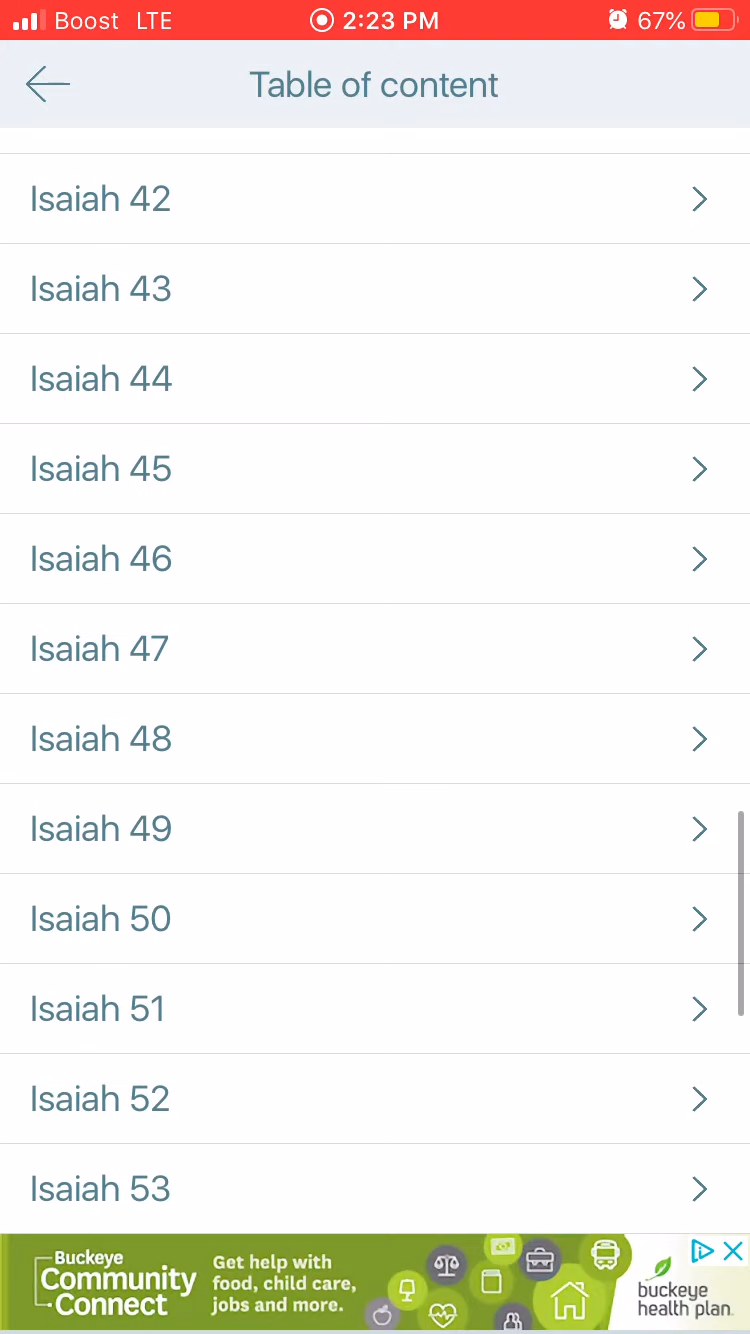 Boost LTE 2:23 PM 67%
Table of content
Isaiah 42
Isaiah 43
Isaiah 44
Isaiah 45
Isaiah 46
Isaiah 47
Isaiah 48
Isaiah 49
Isaiah 50
Isaiah 51
Isaiah 52
Isaiah 53
Buckeye
Community
Connect
Get help with
food, child care,
jobs and more.
buckeye
health plan.